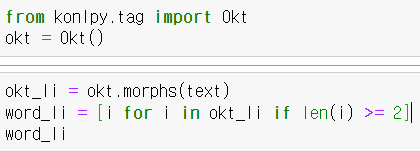 from konlpy.tag import Okt
okt = Okt()
okt_li = okt.morphs(text)
word_li = [i for i in okt_li if len(i) >= 2]
word_li